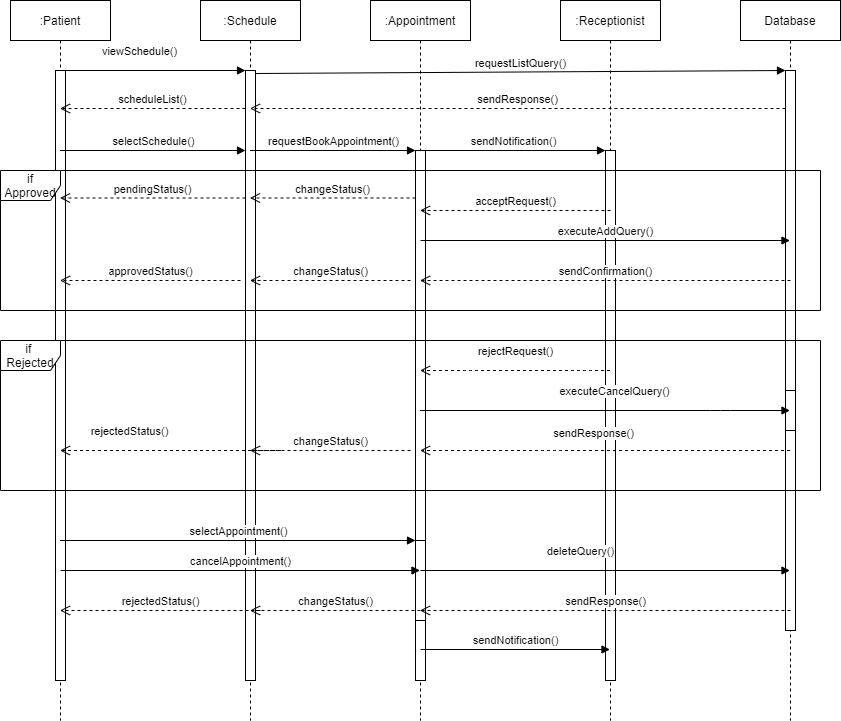 :Patient
:Schedule
:Appointment
:Receptionist
Database
viewSchedule()
requestListQuery()
scheduleList()
sendResponse()
selectSchedule()
requestBookAppointment()
sendNotification()
if
Approved
pendingStatus()
changeStatus()
acceptRequest()
executeAddQuery()
approvedStatus()
changeStatus()
sendConfirmation()
if
Rejected
rejectRequest()
executeCancelQuery()
rejectedStatus()
changeStatus()
sendResponse()
selectAppointment()
cancelAppointment()
deleteQuery()
rejectedStatus()
changeStatus()
sendResponse()
sendNotification()